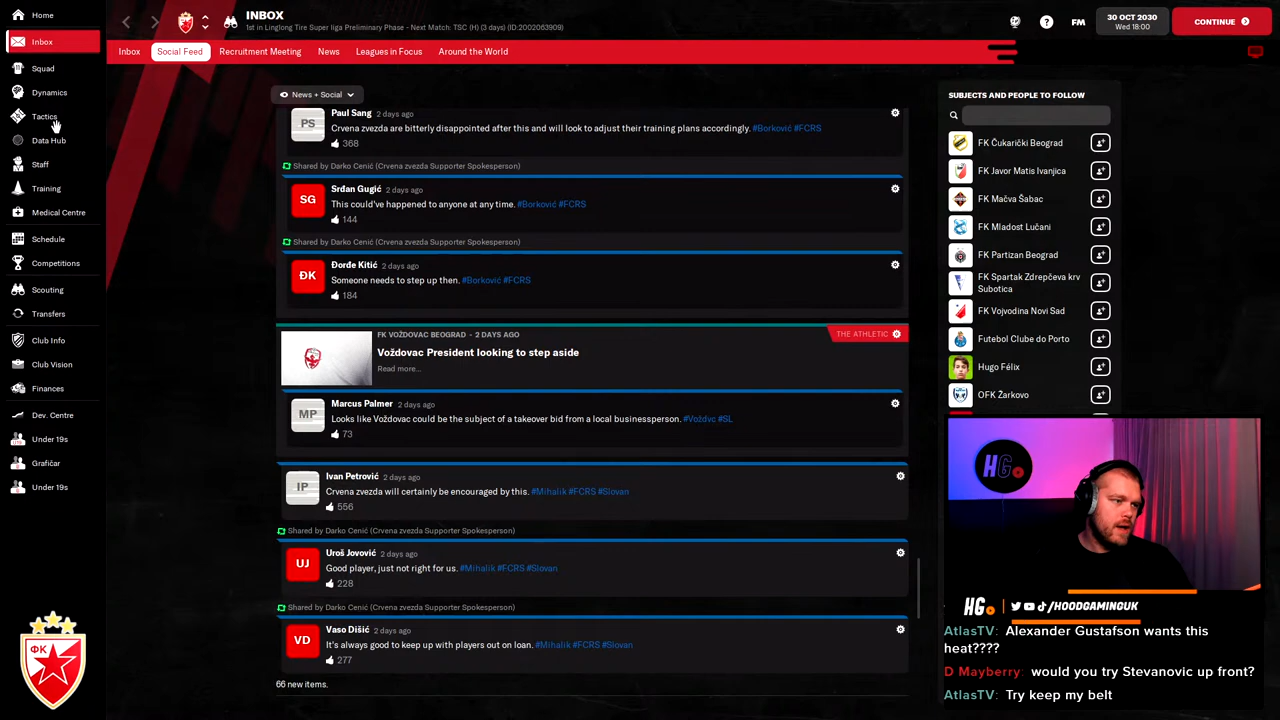 Home
Inbox
Squad
Dynamics
Tactics
Data Hub
Staff
Training
Medical Centre
Schedule
Competitions
Scouting
Transfers
Club Info
Club Vision
Finances
Dev. Centre
Under 19s
Grafičar
Under 19s
ФК
INBOX
1st in Linglong Tire Super liga Preliminary Phase - Next Match: TSC (H) (3 days) (ID:2002063909)
FM
30 OCT 2030
Wed 18:00
CONTINUE
Inbox
Social Feed
Recruitment Meeting
News
Leagues in Focus
Around the World
News + Social
PS
Paul Sang 2 days ago
Crvena zvezda are bitterly disappointed after this and will look to adjust their training plans accordingly. #Borković #FCRS
368
Shared by Darko Cenić (Crvena zvezda Supporter Spokesperson)
SG
Srđan Gugić 2 days ago
This could've happened to anyone at any time. #Borković #FCRS
144
Shared by Darko Cenić (Crvena zvezda Supporter Spokesperson)
ĐK
Đorđe Kitić 2 days ago
Someone needs to step up then. #Borković #FCRS
184
FK VOŽDOVAC BEOGRAD - 2 DAYS AGO
THE ATHLETIC
Voždovac President looking to step aside
Read more...
MP
Marcus Palmer 2 days ago
Looks like Voždovac could be the subject of a takeover bid from a local businessperson. #Voždvc #SL
73
IP
Ivan Petrović 2 days ago
Crvena zvezda will certainly be encouraged by this. #Mihalik #FCRS #Slovan
556
Shared by Darko Cenić (Crvena zvezda Supporter Spokesperson)
UJ
Uroš Jovović 2 days ago
Good player, just not right for us. #Mihalik #FCRS #Slovan
228
Shared by Darko Cenić (Crvena zvezda Supporter Spokesperson)
VD
Vaso Dišić 2 days ago
It's always good to keep up with players out on loan. #Mihalik #FCRS #Slovan
277
66 new items.
SUBJECTS AND PEOPLE TO FOLLOW
FK Čukarički Beograd
FK Javor Matis Ivanjica
FK Mačva Šabac
FK Mladost Lučani
FK Partizan Beograd
FK Spartak Zdrepčeva krv
Subotica
FK Vojvodina Novi Sad
Futebol Clube do Porto
Hugo Félix
OFK Žarkovo
HG
HG /HOODGAMINGUK
AtlasTV: Alexander Gustafson wants this
heat????
D Mayberry: would you try Stevanovic up front?
AtlasTV: Try keep my belt